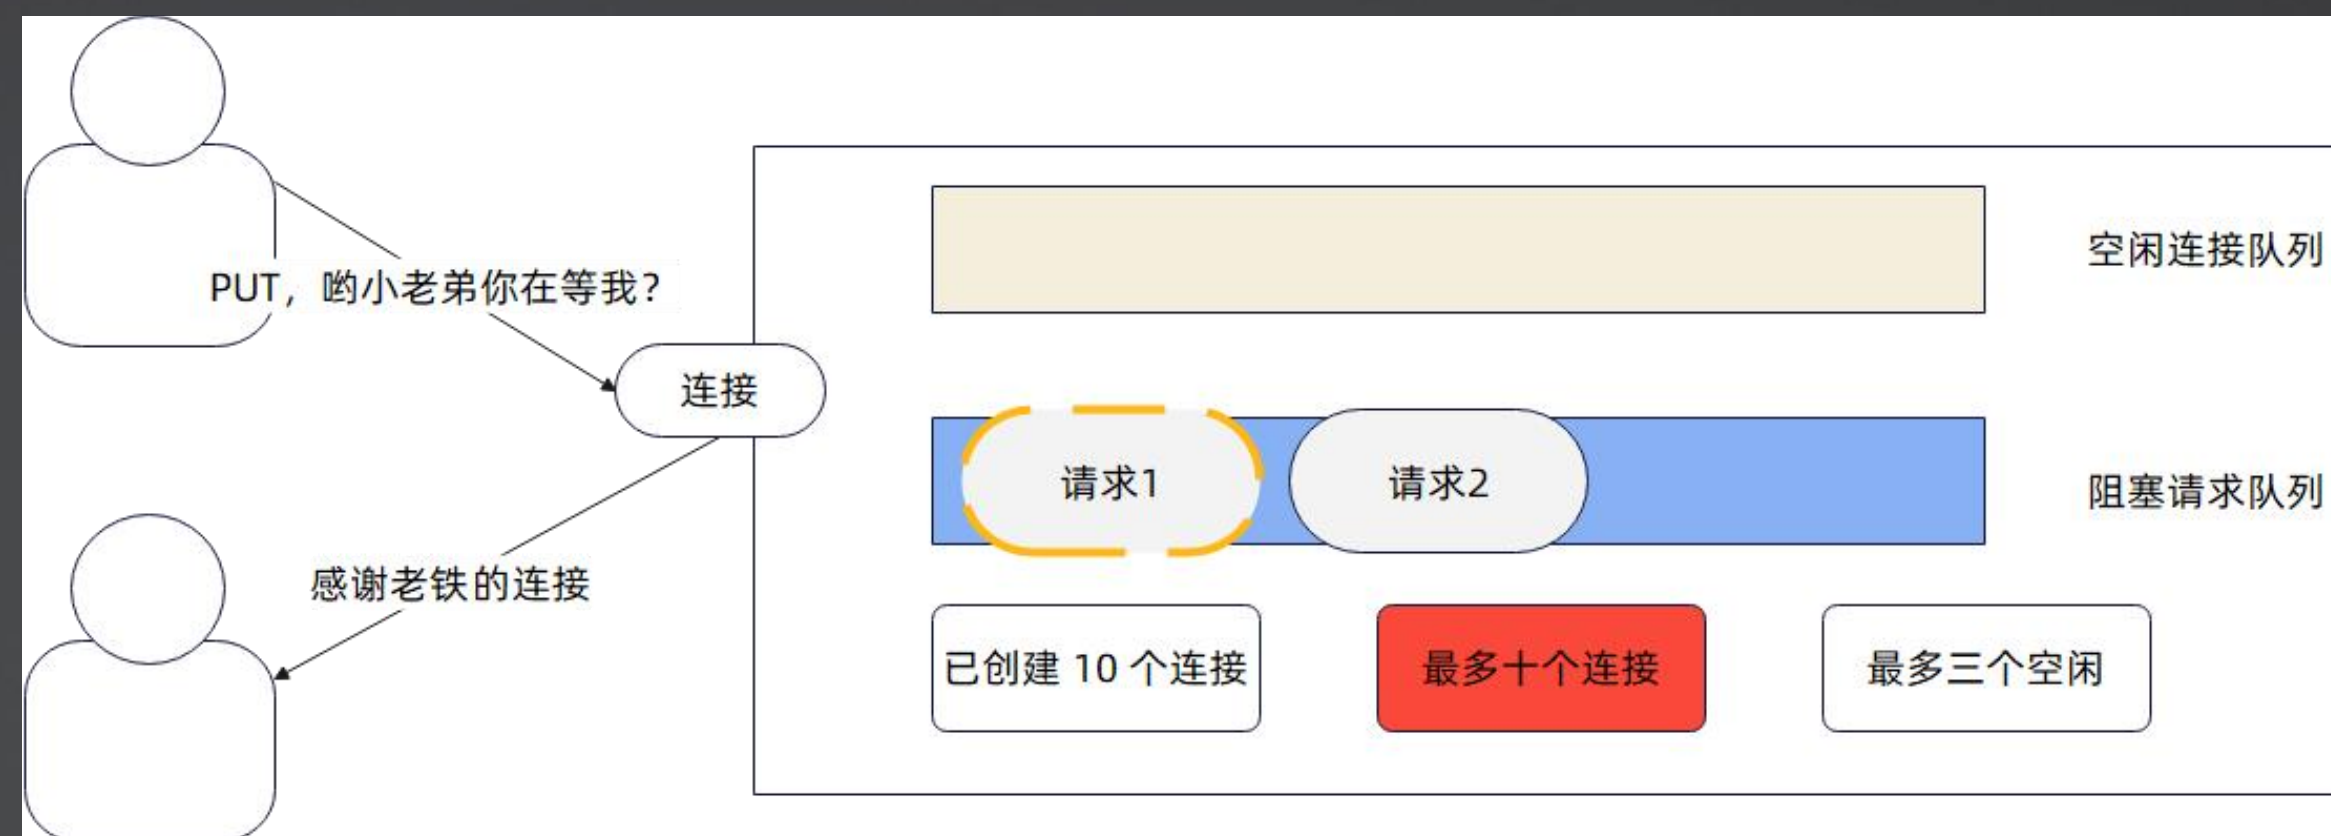 PUT，哟小老弟你在等我？
连接
感谢老铁的连接
空闲连接队列
请求1
请求2
阻塞请求队列
已创建 10 个连接
最多十个连接
最多三个空闲